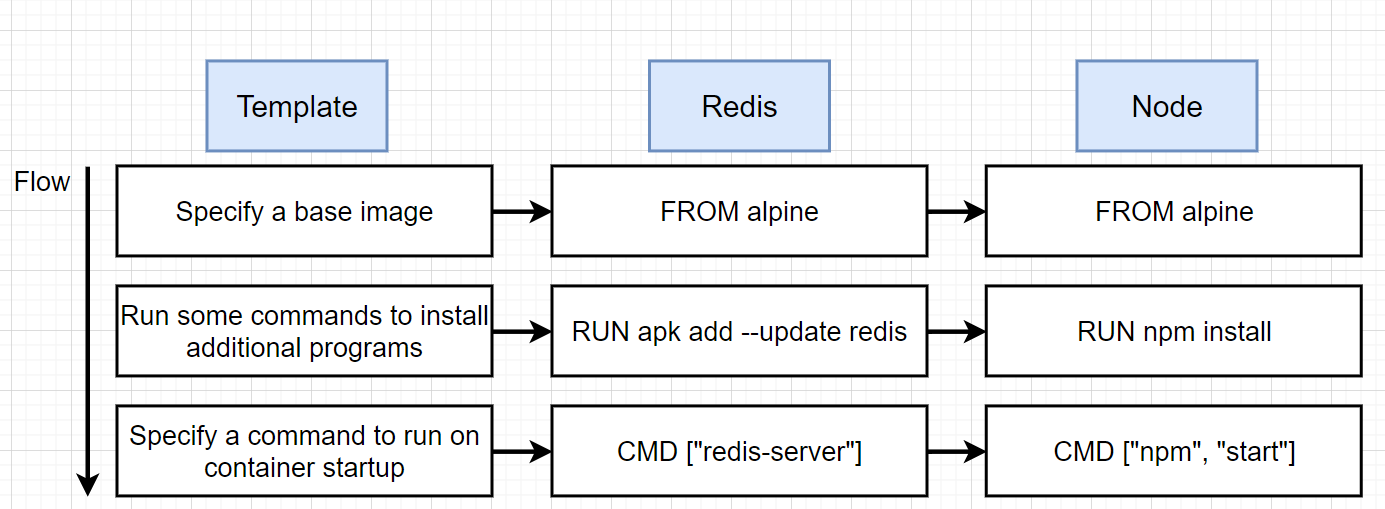 Template
Redis
Node
Flow
Specify a base image
FROM alpine
FROM alpine
Run some commands to install
additional programs
RUN apk add --update redis
RUN npm install
Specify a command to run on
container startup
CMD ["redis-server"]
CMD ["npm", "start"]